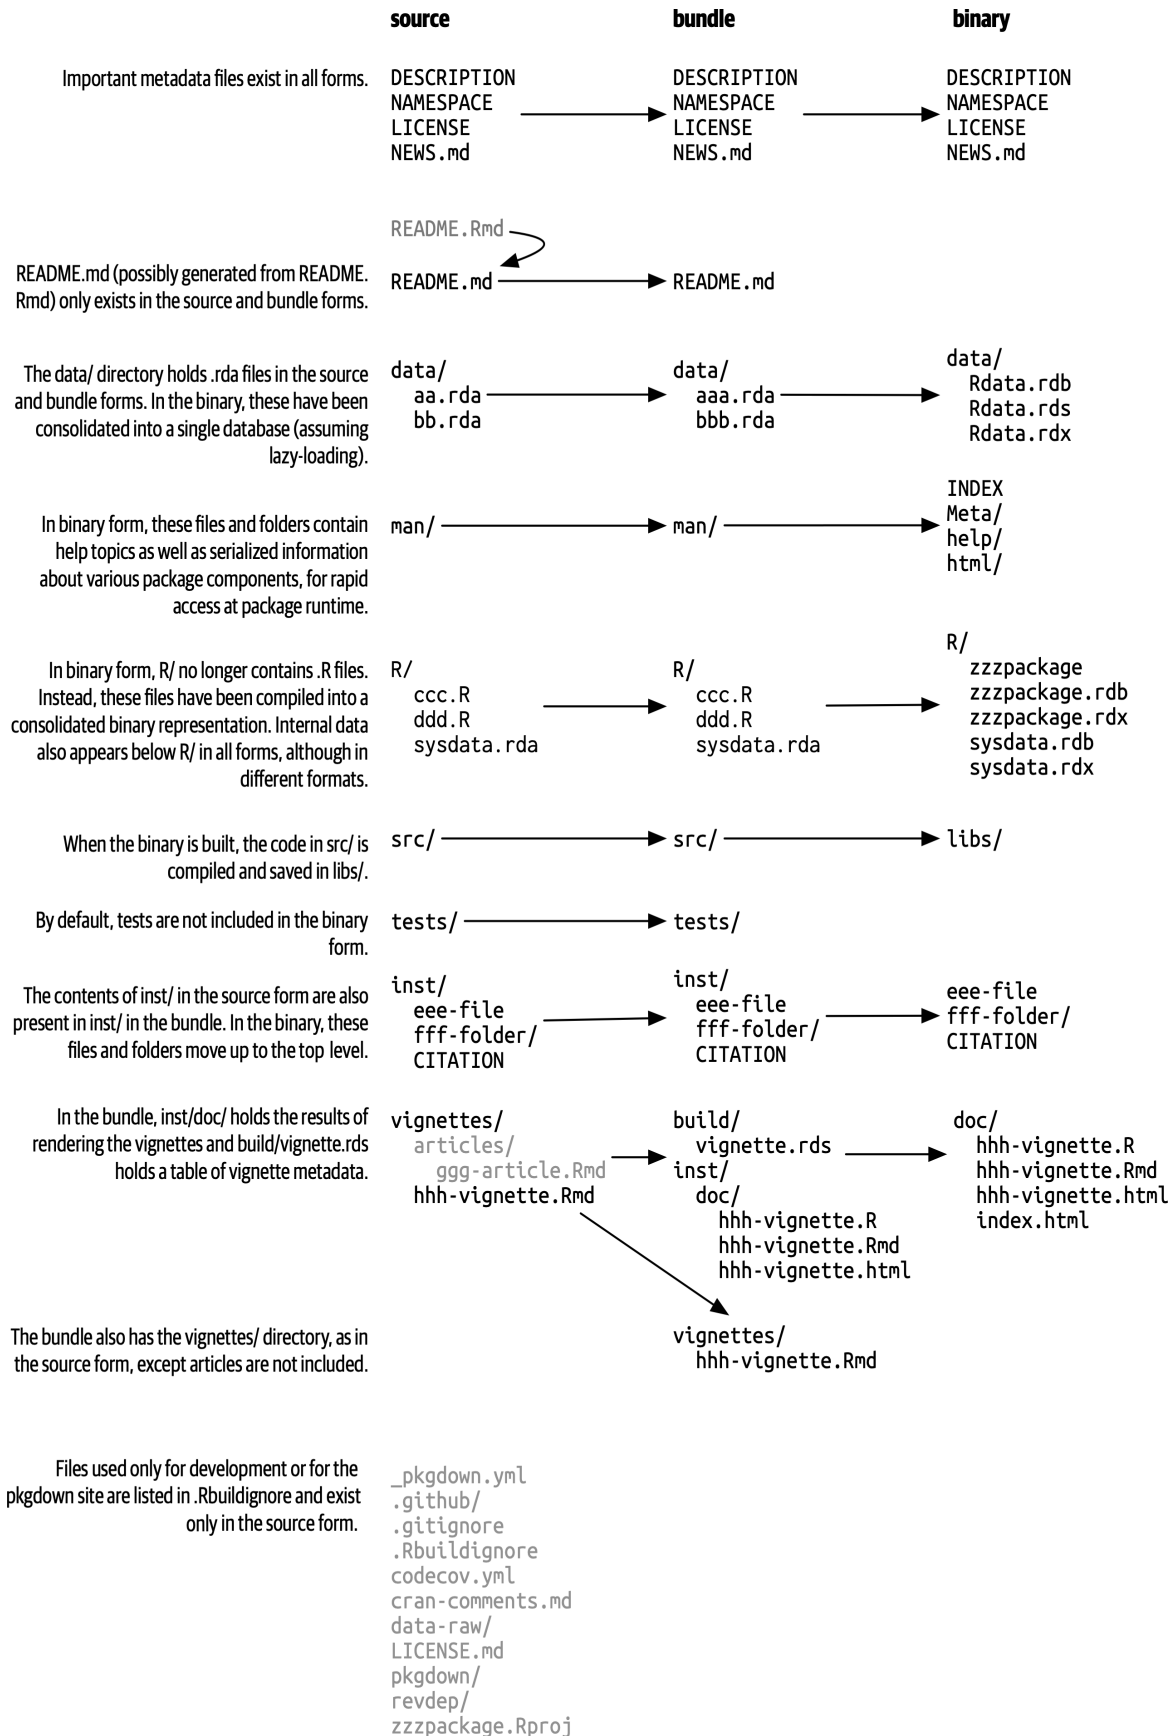 source bundle binary
Important metadata files exist in all forms.
DESCRIPTION DESCRIPTION DESCRIPTION
NAMESPACE NAMESPACE NAMESPACE
LICENSE LICENSE LICENSE
NEWS.md NEWS.md NEWS.md
README.Rmd
README.md (possibly generated from README.
Rmd) only exists in the source and bundle forms.
README.md README.md
The data/ directory holds .rda files in the source
and bundle forms. In the binary, these have been
consolidated into a single database (assuming
lazy-loading).
data/ data/ data/
aa.rda aaa.rda Rdata.rdb
bb.rda bbb.rda Rdata.rds
Rdata.rdx
In binary form, these files and folders contain
help topics as well as serialized information
about various package components, for rapid
access at package runtime.
man/ man/ INDEX
Meta/
help/
html/
In binary form, R/ no longer contains .R files.
Instead, these files have been compiled into a
consolidated binary representation. Internal data
also appears below R/ in all forms, although in
different formats.
R/ R/ R/
ccc.R ccc.R zzzpackage
ddd.R ddd.R zzzpackage.rdb
sysdata.rda sysdata.rda zzzpackage.rdx
sysdata.rdb
sysdata.rdx
When the binary is built, the code in src/ is
compiled and saved in libs/.
src/ src/ libs/
By default, tests are not included in the binary
form.
tests/ tests/
The contents of inst/ in the source form are also
present in inst/ in the bundle. In the binary, these
files and folders move up to the top level.
inst/ inst/
eee-file eee-file eee-file
fff-folder/ fff-folder/ fff-folder/
CITATION CITATION CITATION
In the bundle, inst/doc/ holds the results of
rendering the vignettes and build/vignette.rds
holds a table of vignette metadata.
vignettes/ build/ doc/
articles/ vignette.rds hhh-vignette.R
ggg-article.Rmd inst/ hhh-vignette.Rmd
hhh-vignette.Rmd doc/ hhh-vignette.html
hhh-vignette.R index.html
hhh-vignette.Rmd
hhh-vignette.html
The bundle also has the vignettes/ directory, as in
the source form, except articles are not included.
vignettes/
hhh-vignette.Rmd
Files used only for development or for the
pkgdown site are listed in .Rbuildignore and exist
only in the source form.
_pkgdown.yml
.github/
.gitignore
.Rbuildignore
codecov.yml
cran-comments.md
data-raw/
LICENSE.md
pkgdown/
revdep/
zzzpackage.Rproj